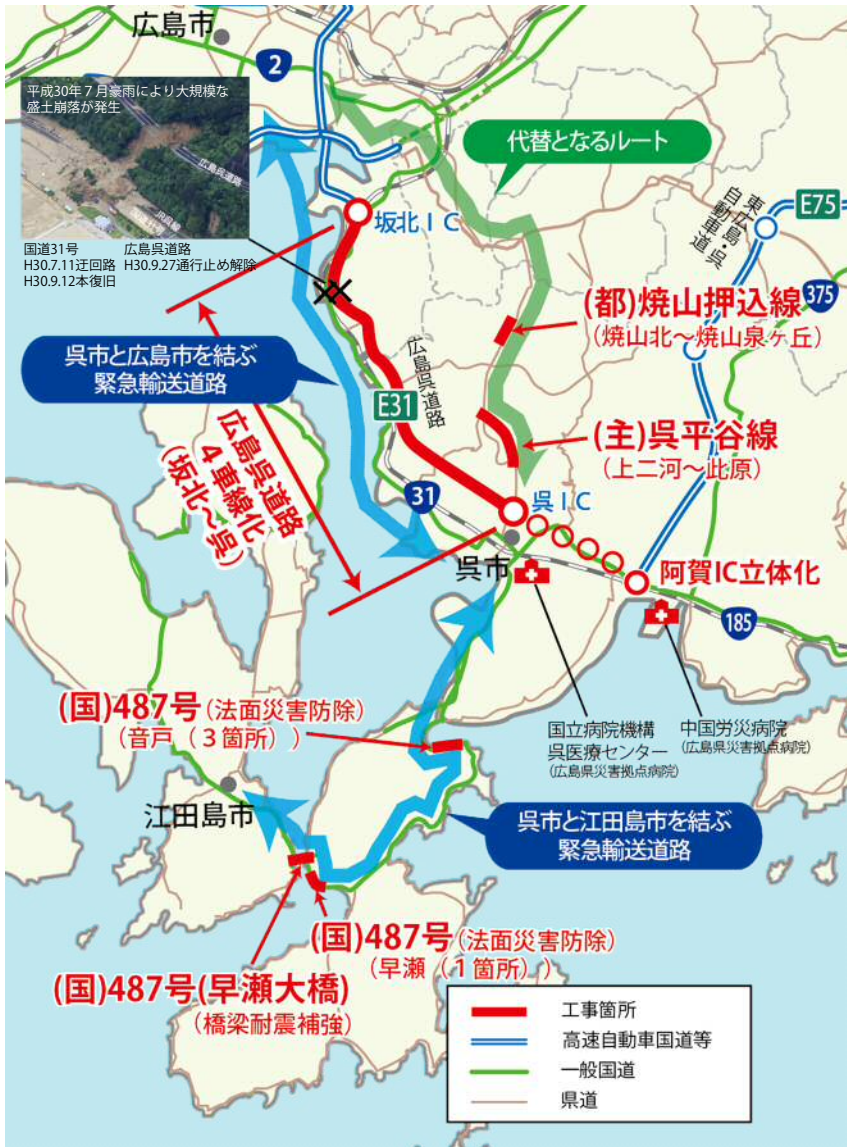 広島市
2
平成30年７月豪雨により大規模な
盛土崩落が発生
広島呉道路
JR呉線
国道31号
国道31号
H30.7.11迂回路
H30.9.12本復旧
広島呉道路
H30.9.27通行止め解除
代替となるルート
坂北ＩＣ
東広島・呉
自動車道
E75
375
(都)焼山押込線
(焼山北～焼山泉ヶ丘)
呉市と広島市を結ぶ
緊急輸送道路
広島呉道路
E31
(主)呉平谷線
(上二河～此原)
広島呉道路
４車線化
(坂北～呉)
31
呉ＩＣ
呉市
阿賀IC立体化
185
(国)487号(法面災害防除)
(音戸（３箇所）)
国立病院機構
呉医療センター
(広島県災害拠点病院)
中国労災病院
(広島県災害拠点病院)
江田島市
呉市と江田島市を結ぶ
緊急輸送道路
(国)487号(法面災害防除)
(早瀬（１箇所）)
(国)487号(早瀬大橋)
(橋梁耐震補強)
工事箇所
高速自動車国道等
一般国道
県道